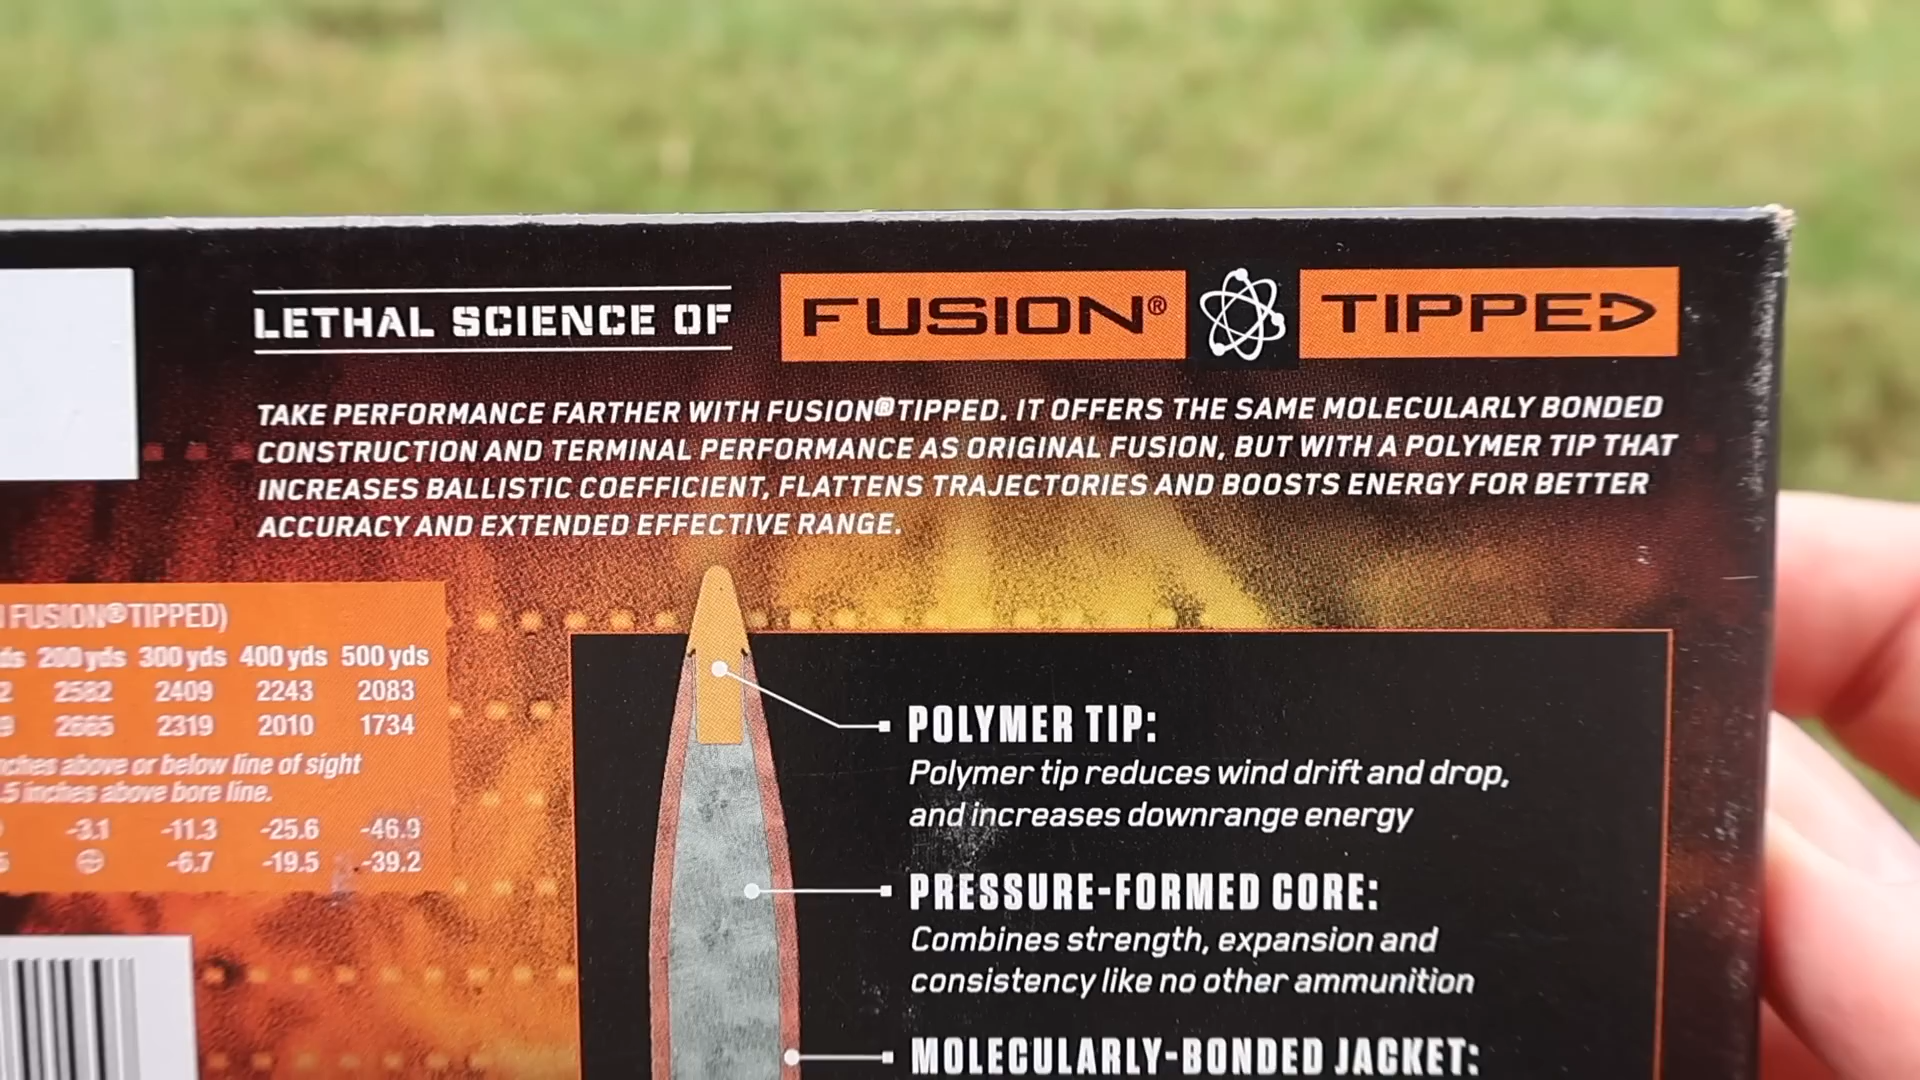 LETHAL SCIENCE OF FUSION® TIPPED
TAKE PERFORMANCE FARTHER WITH FUSION® TIPPED. IT OFFERS THE SAME MOLECULARLY BONDED
CONSTRUCTION AND TERMINAL PERFORMANCE AS ORIGINAL FUSION, BUT WITH A POLYMER TIP THAT
INCREASES BALLISTIC COEFFICIENT, FLATTENS TRAJECTORIES AND BOOSTS ENERGY FOR BETTER
ACCURACY AND EXTENDED EFFECTIVE RANGE.
FUSION® TIPPED)
200 yds 300 yds 400 yds 500 yds
2582 2409 2243 2083
2665 2319 2010 1734
above or below line of sight
.5 inches above bore line.
-3.1 -11.3 -25.6 -46.9
-6.7 -19.5 -39.2
POLYMER TIP:
Polymer tip reduces wind drift and drop,
and increases downrange energy
PRESSURE-FORMED CORE:
Combines strength, expansion and
consistency like no other ammunition
MOLECULARLY-BONDED JACKET: